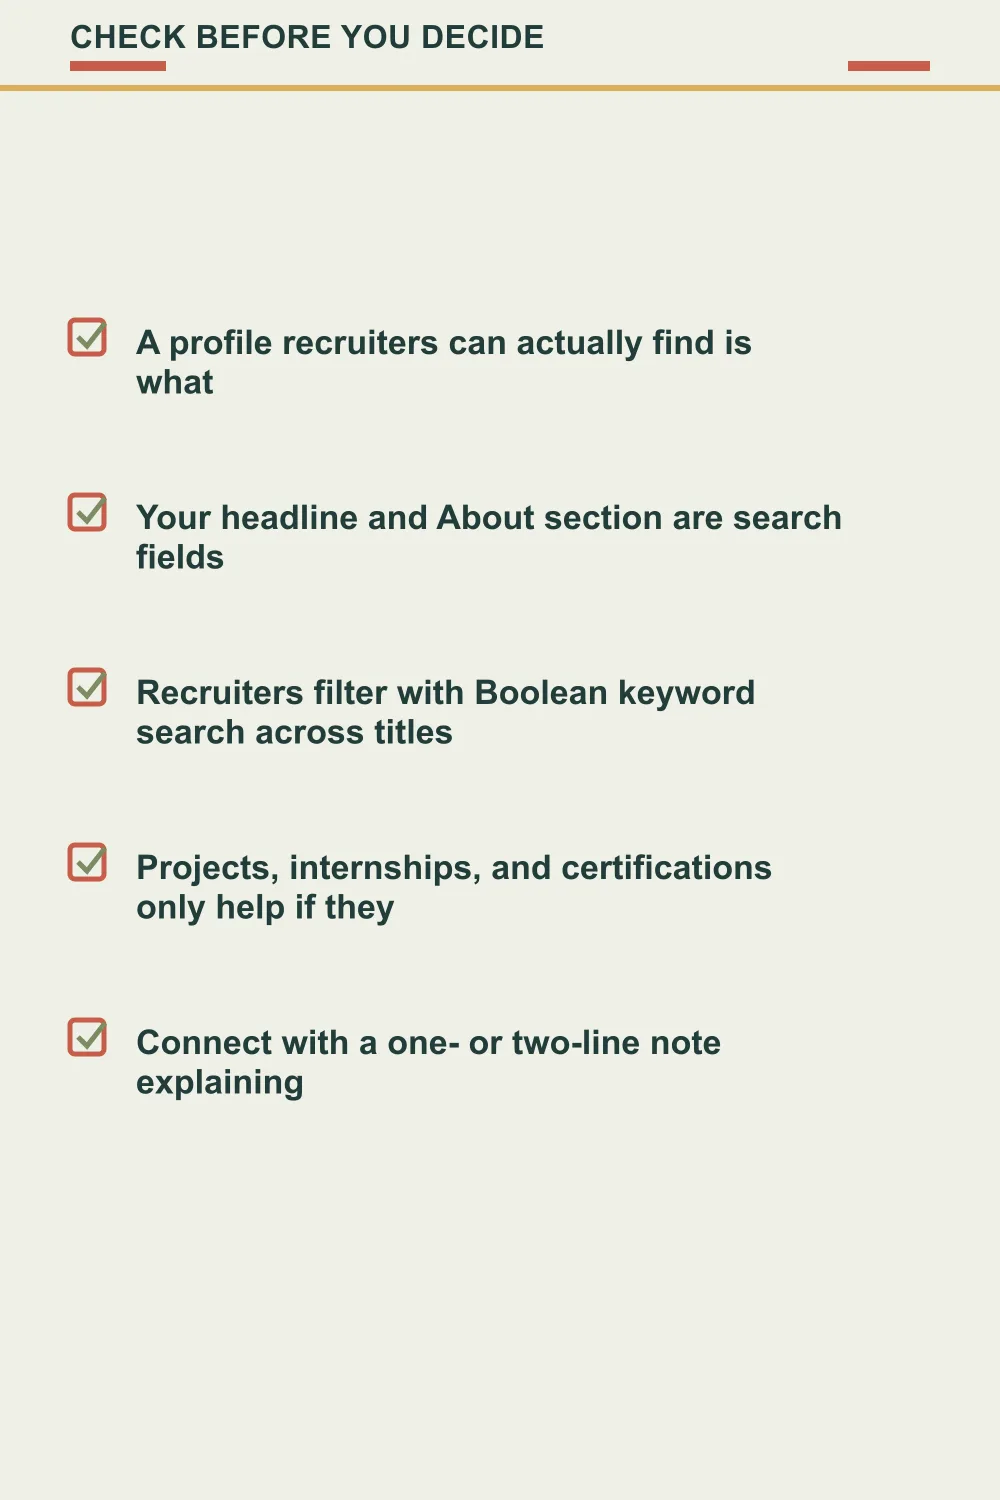 CHECK BEFORE YOU DECIDE
A profile recruiters can actually find is
what
Your headline and About section are search
fields
Recruiters filter with Boolean keyword
search across titles
Projects, internships, and certifications
only help if they
Connect with a one- or two-line note
explaining